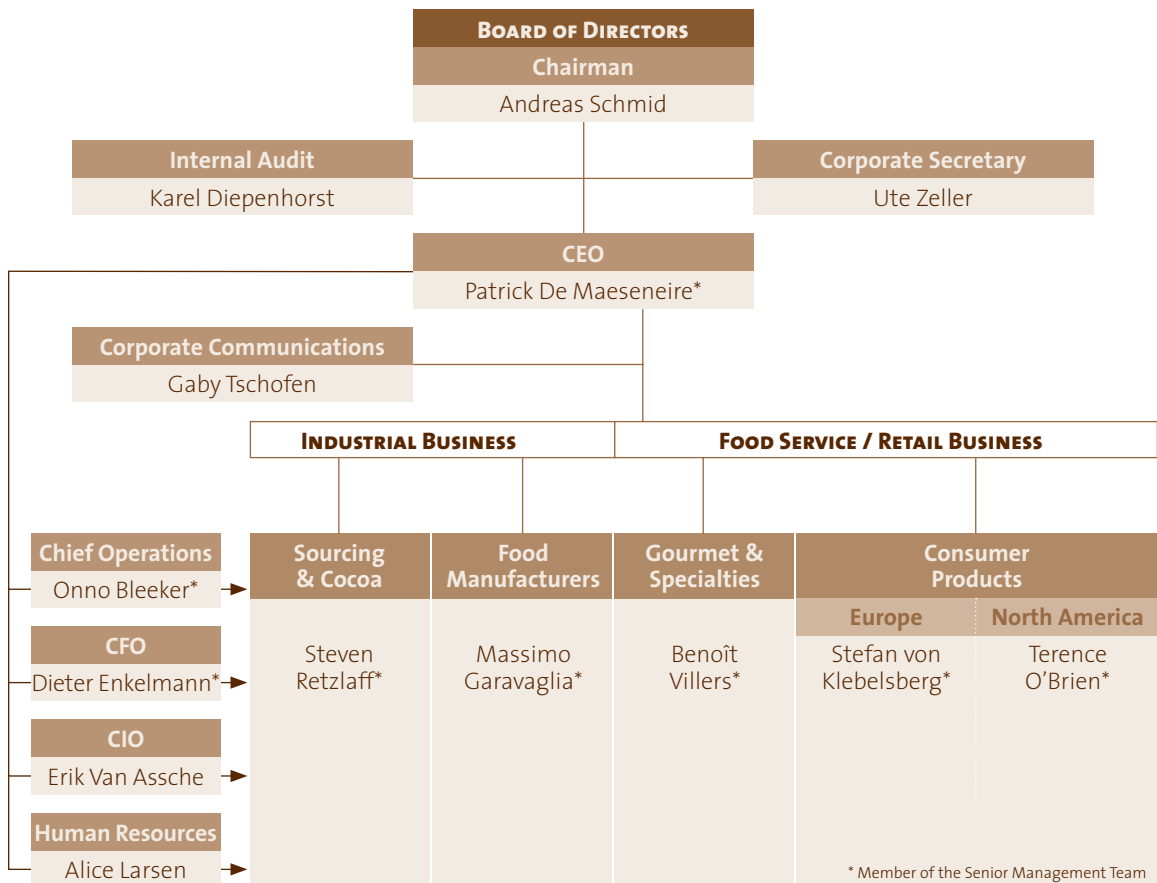 BOARD OF DIRECTORS
Chairman
Andreas Schmid
Internal Audit
Karel Diepenhorst
Corporate Secretary
Ute Zeller
CEO
Patrick De Maeseneire*
Corporate Communications
Gaby Tschofen
INDUSTRIAL BUSINESS
FOOD SERVICE / RETAIL BUSINESS
Chief Operations
Onno Bleeker*
CFO
Dieter Enkelmann*
CIO
Erik Van Assche
Human Resources
Alice Larsen
Sourcing
& Cocoa
Steven
Retzlaff*
Food
Manufacturers
Massimo
Garavaglia*
Gourmet &
Specialties
Benoît
Villers*
Consumer
Products
Europe
Stefan von
Klebelsberg*
North America
Terence
O’Brien*
* Member of the Senior Management Team